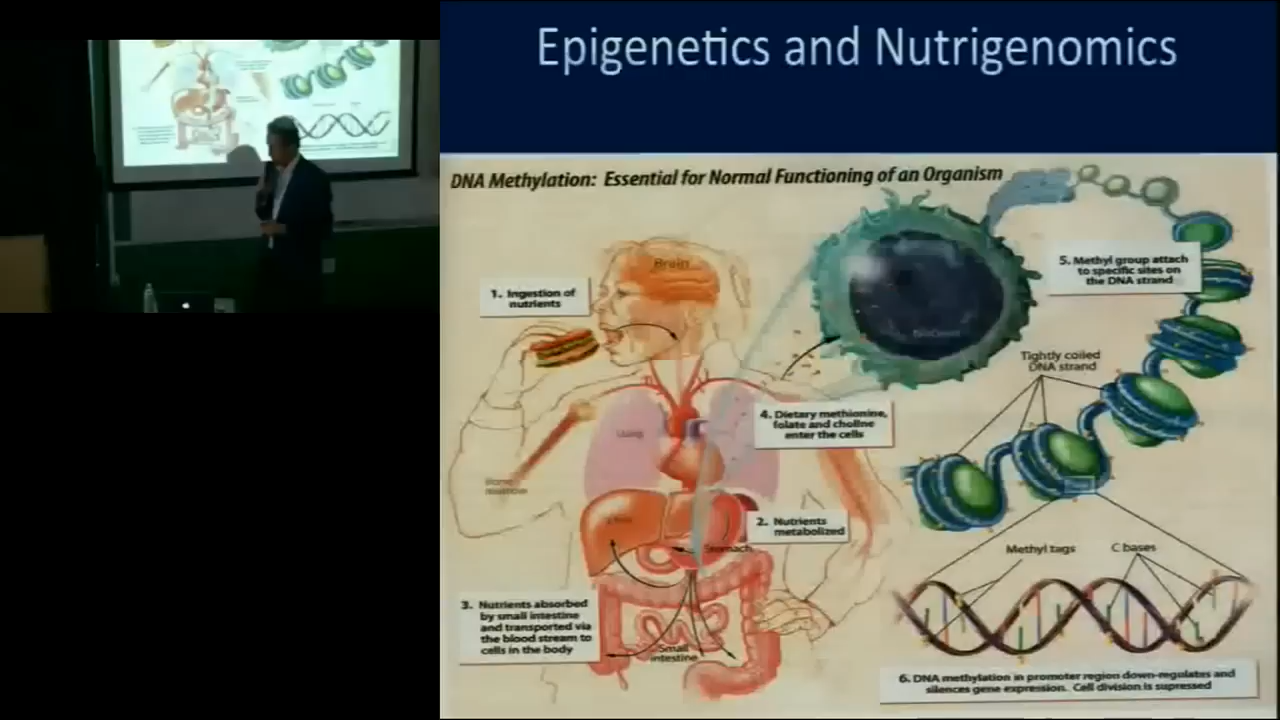 Epigenetics and Nutrigenomics
DNA Methylation: Essential for Normal Functioning of an Organism
Brain
1. Ingestion of
nutrients
5. Methyl group attach
to specific sites on
the DNA strand
Nucleus
Tightly coiled
DNA strand
4. Dietary methionine,
folate and choline
enter the cells
Lung
Bone
marrow
Liver
2. Nutrients
metabolized
Stomach
Methyl tags
C bases
3. Nutrients absorbed
by small intestine
and transported via
the blood stream to
cells in the body
Small
intestine
6. DNA methylation in promoter region down-regulates and
silences gene expression. Cell division is supressed